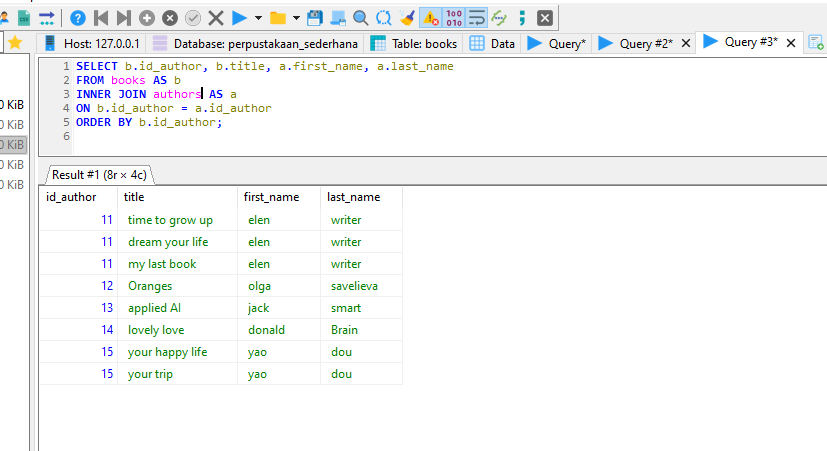 100
010
Host: 127.0.0.1 Database: perpustakaan_sederhana Table: books Data Query* Query #2* Query #3*
1 SELECT b.id_author, b.title, a.first_name, a.last_name
2 FROM books AS b
3 INNER JOIN authors AS a
4 ON b.id_author = a.id_author
5 ORDER BY b.id_author;
6
0 KiB
0 KiB
0 KiB
0 KiB
0 KiB
Result #1 (8r × 4c)
id_author title first_name last_name
11 time to grow up elen writer
11 dream your life elen writer
11 my last book elen writer
12 Oranges olga savelieva
13 applied AI jack smart
14 lovely love donald Brain
15 your happy life yao dou
15 your trip yao dou